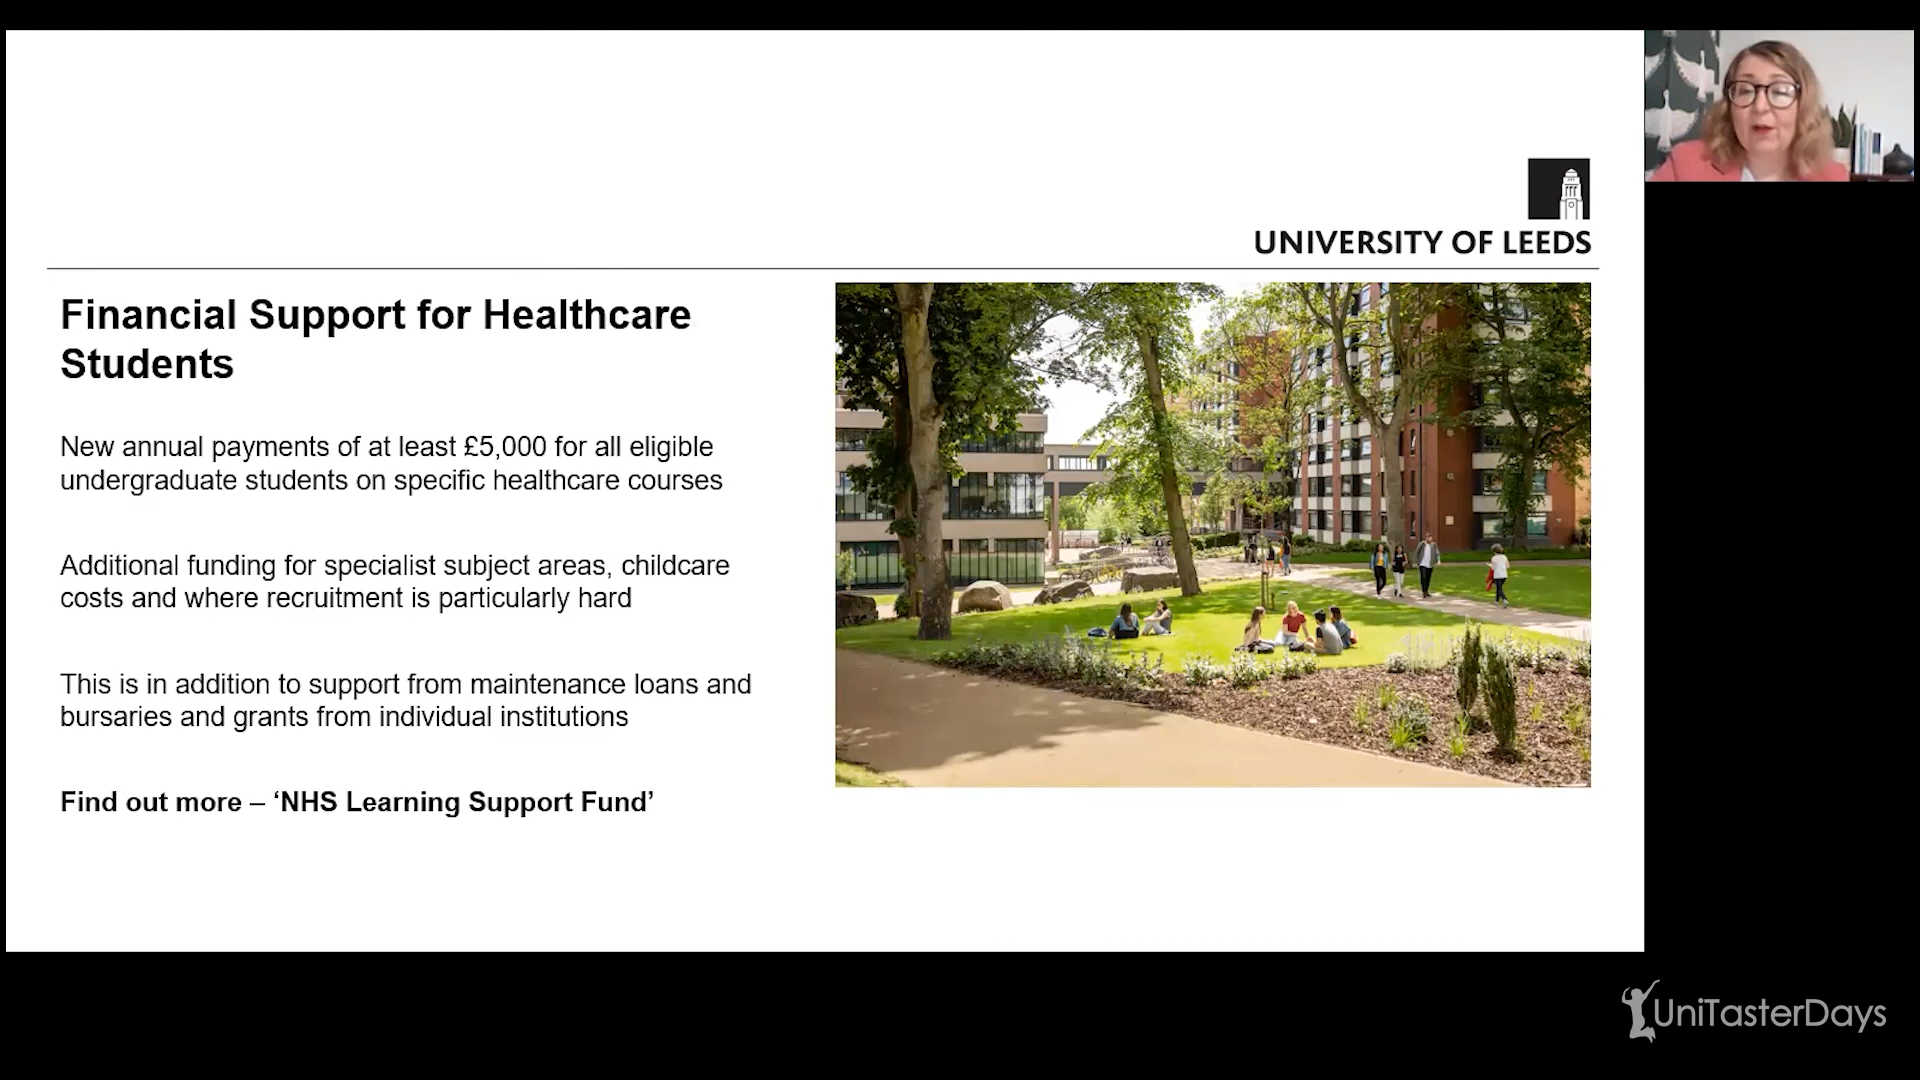 UNIVERSITY OF LEEDS
Financial Support for Healthcare
Students
New annual payments of at least £5,000 for all eligible
undergraduate students on specific healthcare courses
Additional funding for specialist subject areas, childcare
costs and where recruitment is particularly hard
This is in addition to support from maintenance loans and
bursaries and grants from individual institutions
Find out more – ‘NHS Learning Support Fund’
UniTasterDays